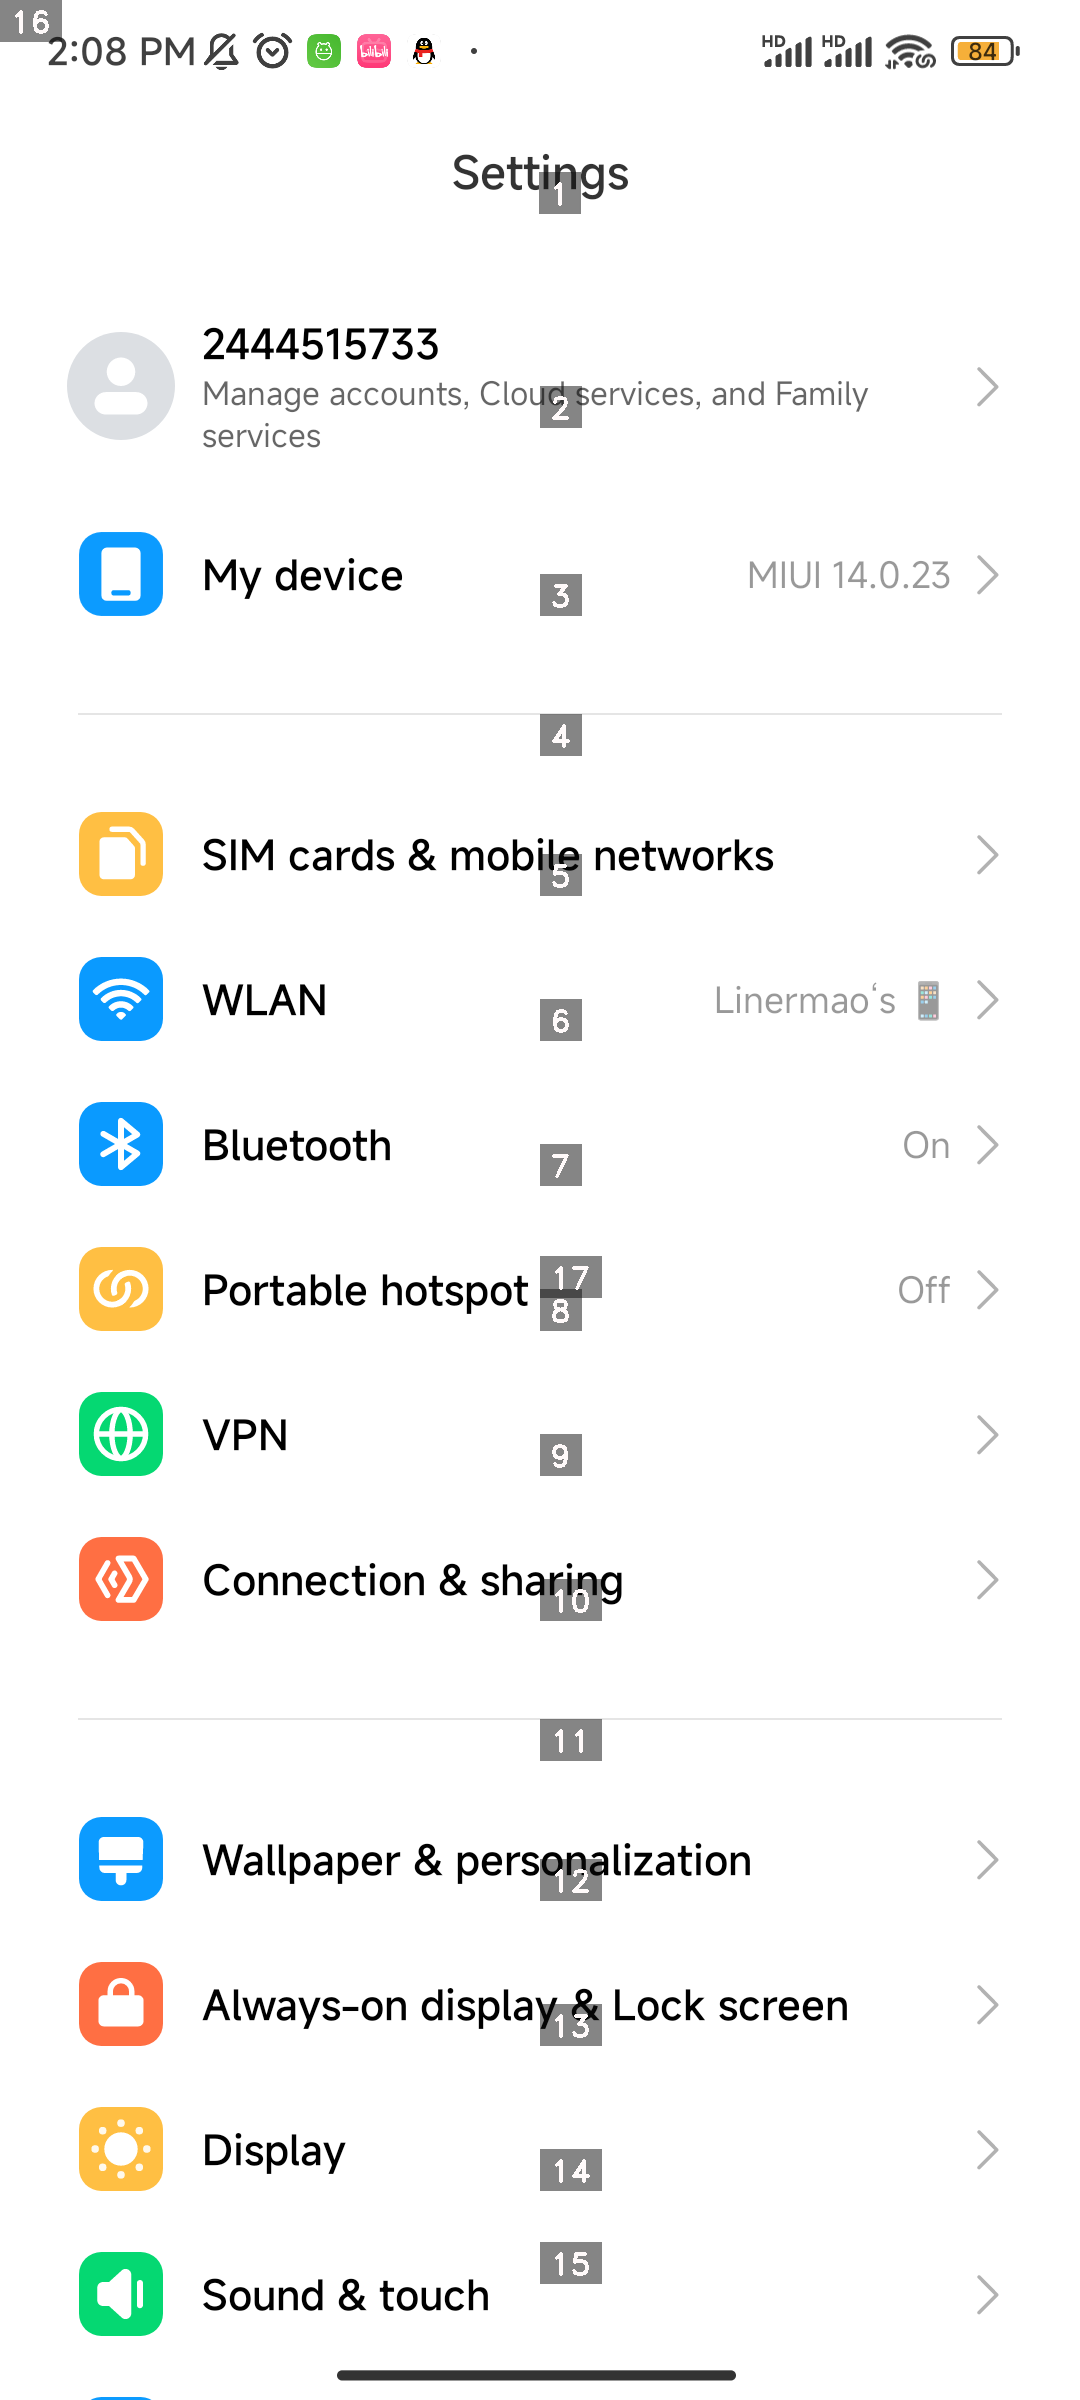 16
2:08 PM
bilibili
HD HD 84
Settings
1
2444515733
Manage accounts, Cloud services, and Family
services
2
My device
3
MIUI 14.0.23
4
SIM cards & mobile networks
5
WLAN
6
Linermao‘s 📱
Bluetooth
7
On
Portable hotspot
17
8
Off
VPN
9
Connection & sharing
10
11
Wallpaper & personalization
12
Always-on display & Lock screen
13
Display
14
15
Sound & touch